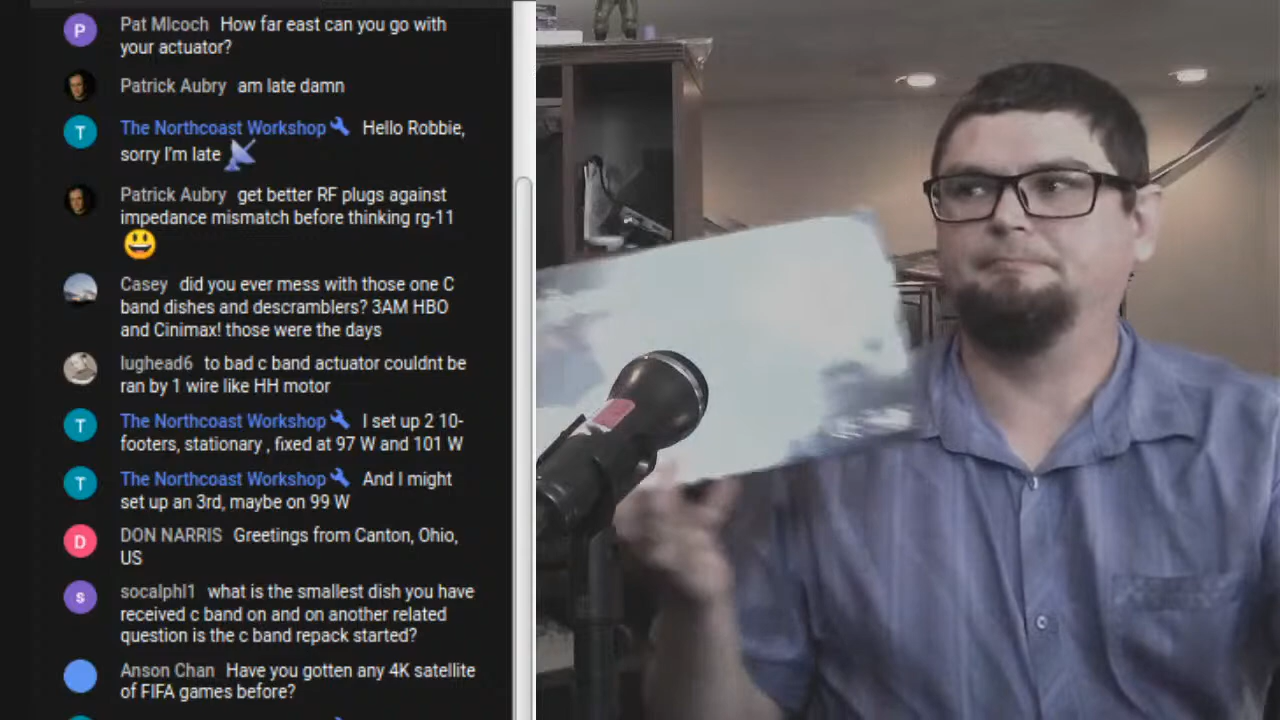 Pat Mlcoch How far east can you go with
your actuator?
Patrick Aubry am late damn
T The Northcoast Workshop Hello Robbie,
sorry I'm late
Patrick Aubry get better RF plugs against
impedance mismatch before thinking rg-11
Casey did you ever mess with those one C
band dishes and descramblers? 3AM HBO
and Cinimax! those were the days
lughead6 to bad c band actuator couldnt be
ran by 1 wire like HH motor
T The Northcoast Workshop I set up 2 10-
footers, stationary , fixed at 97 W and 101 W
T The Northcoast Workshop And I might
set up an 3rd, maybe on 99 W
D DON NARRIS Greetings from Canton, Ohio,
US
s socalphl1 what is the smallest dish you have
received c band on and on another related
question is the c band repack started?
Anson Chan Have you gotten any 4K satellite
of FIFA games before?